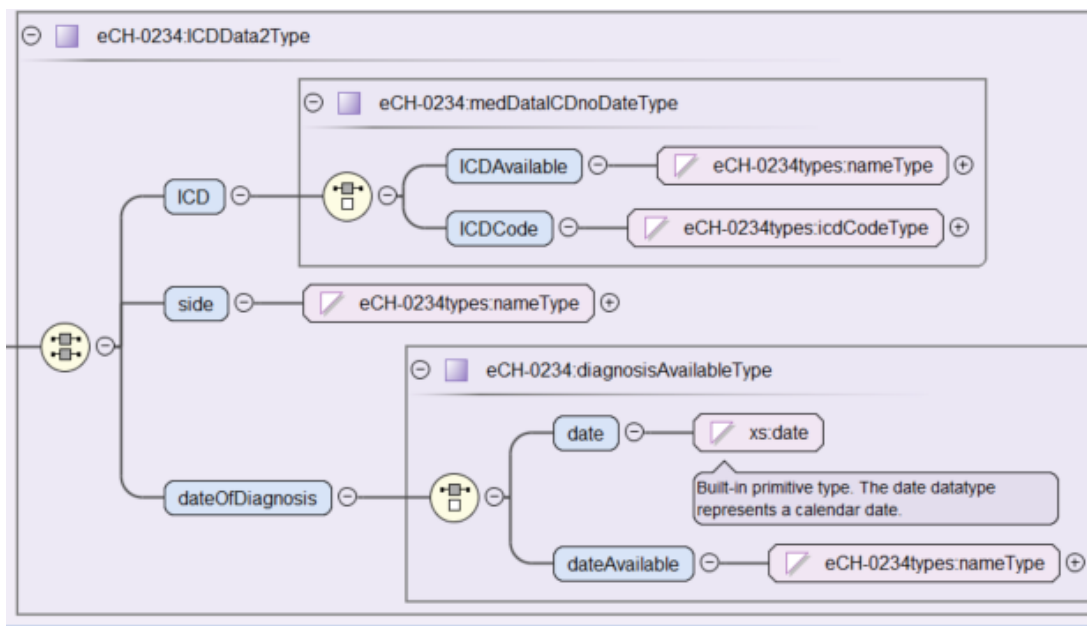 eCH-0234:ICDData2Type
eCH-0234:medDataICDnoDateType
ICDAvailable
eCH-0234types:nameType
ICD
ICDCode
eCH-0234types:icdCodeType
side
eCH-0234types:nameType
eCH-0234:diagnosisAvailableType
date
xs:date
Built-in primitive type. The date datatype
represents a calendar date.
dateOfDiagnosis
dateAvailable
eCH-0234types:nameType